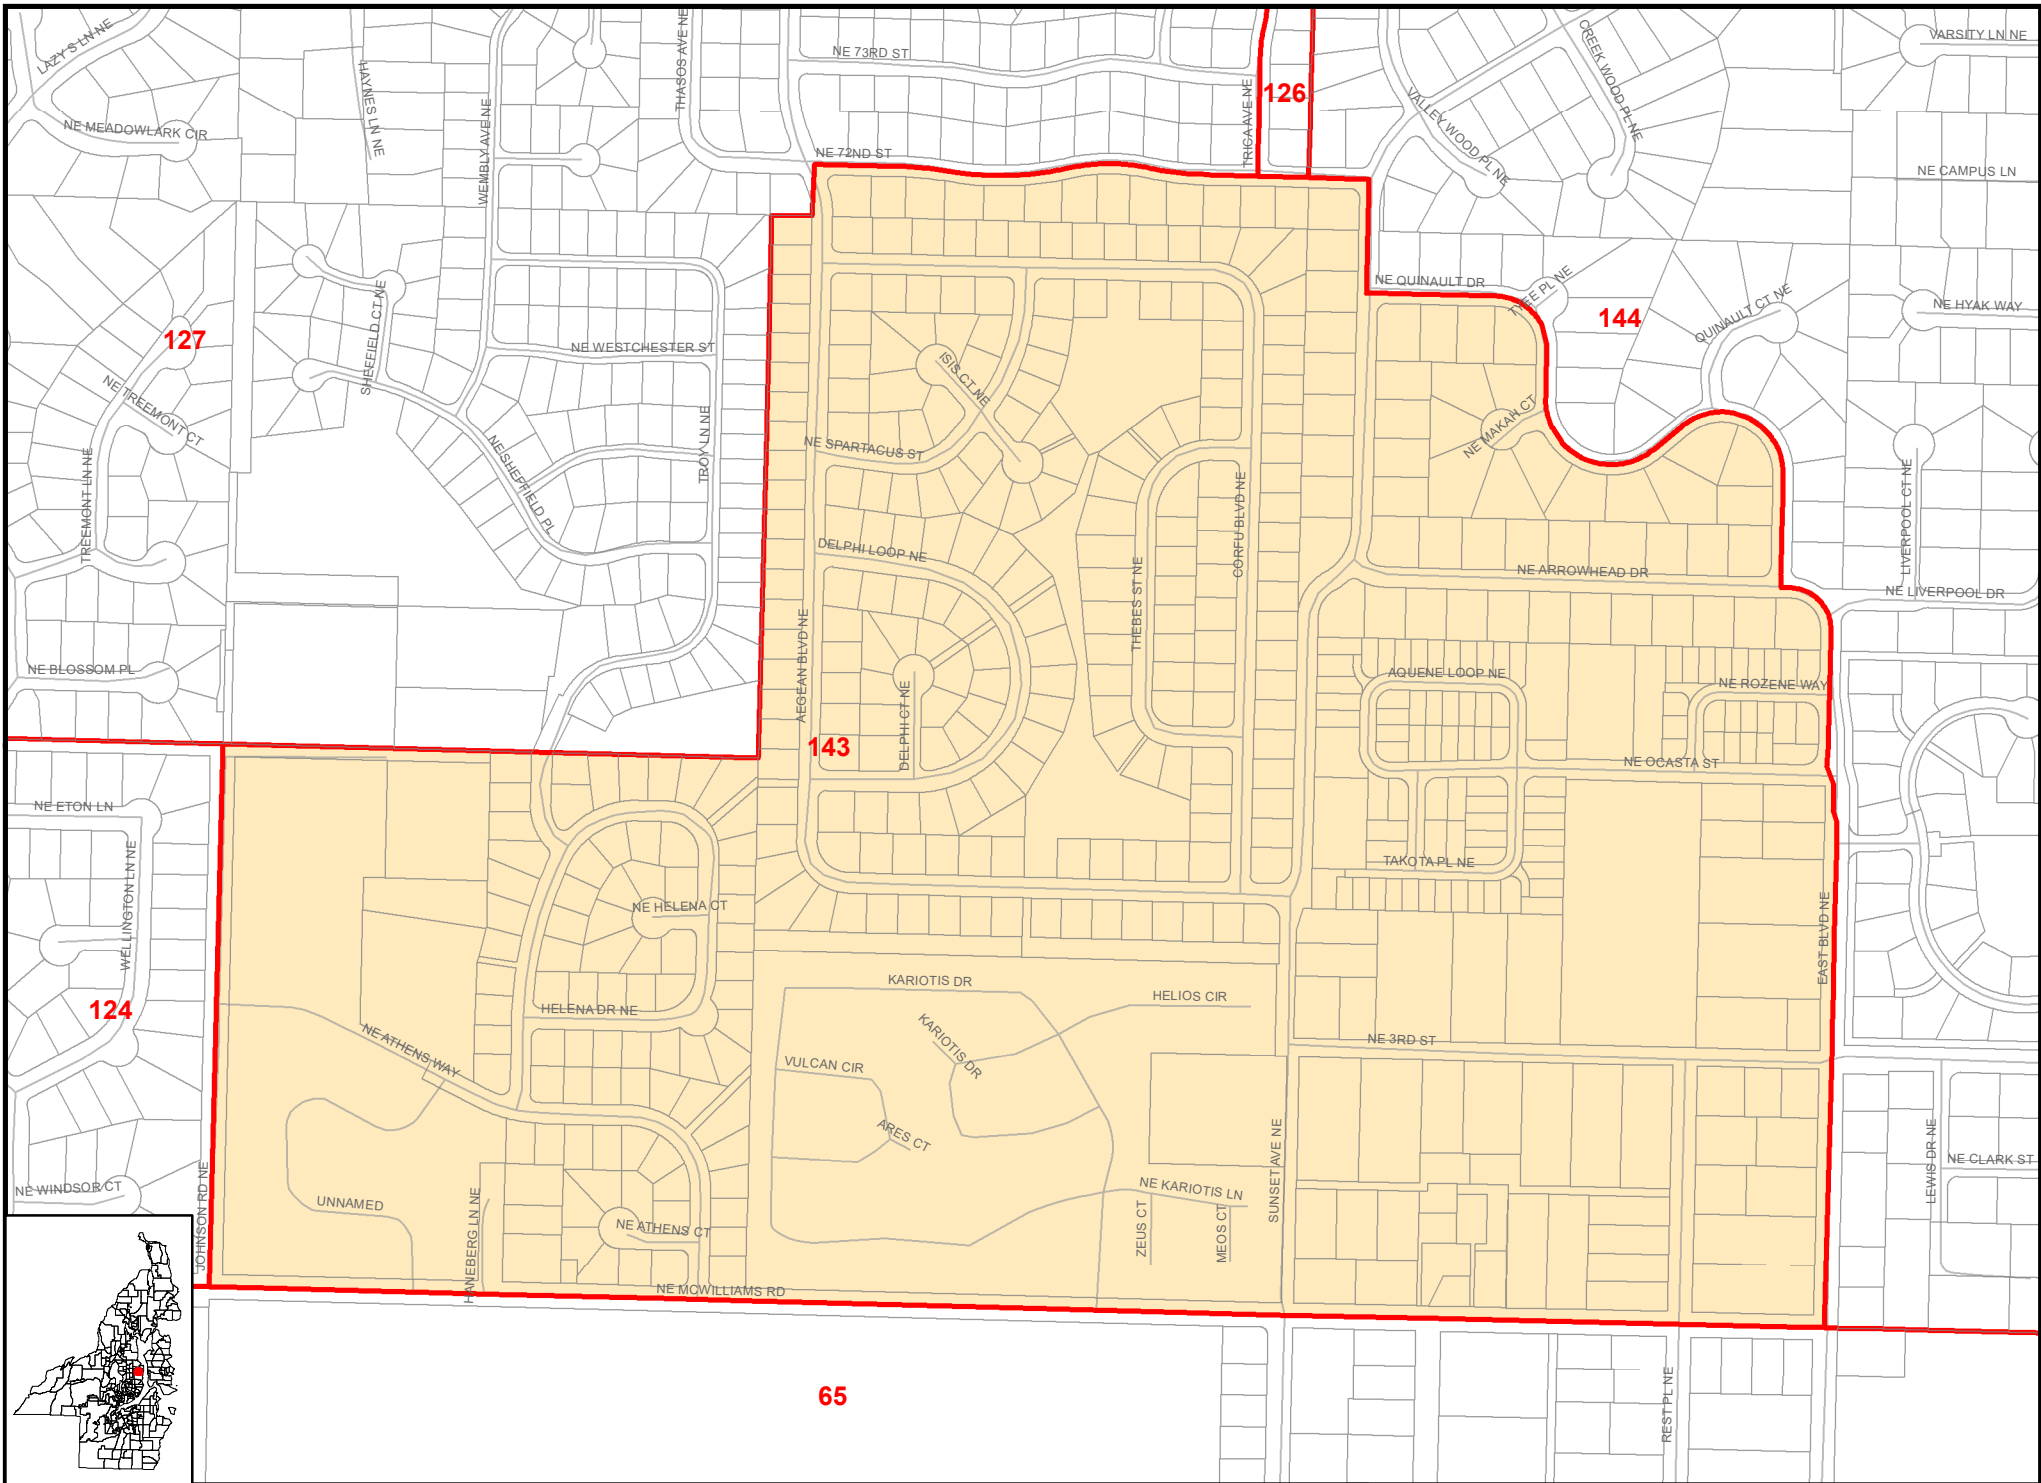 LAZY S LN NE
HAYNES LN NE
NE MEADOWLARK CIR
WEMBLY AVE NE
THASOS AVE NE
NE 73RD ST
NE 72ND ST
TRICA AVE NE
126
VALLEY WOOD PL NE
CREEK WOOD PL NE
VARSITY LN NE
NE CAMPUS LN
NE QUINAULT DR
TYEE PL NE
144
QUINAULT CT NE
NE HYAK WAY
127
SHEFFIELD CT NE
NE WESTCHESTER ST
NE TREEMONT CT
TREEMONT LN NE
NE SHEFFIELD PL
TROY LN NE
ISIS CT NE
NE SPARTACUS ST
NE MAKAH CT
LIVERPOOL CT NE
DELPHI LOOP NE
THEBES ST NE
CORFU BLVD NE
NE ARROWHEAD DR
NE LIVERPOOL DR
NE BLOSSOM PL
AEGEAN BLVD NE
DELPHI CT NE
143
AQUENE LOOP NE
NE ROZENE WAY
NE OCASTA ST
NE ETON LN
WELLINGTON LN NE
NE HELENA CT
TAKOTA PL NE
EAST BLVD NE
124
HELENA DR NE
NE ATHENS WAY
KARIOTIS DR
HELIOS CIR
KARIOTIS DR
VULCAN CIR
ARES CT
NE 3RD ST
NE WINDSOR CT
JOHNSON RD NE
UNNAMED
HANEBERG LN NE
NE ATHENS CT
NE KARIOTIS LN
ZEUS CT
MEOS CT
SUNSET AVE NE
LEWIS DR NE
NE CLARK ST
NE MCWILLIAMS RD
65
REST PL NE